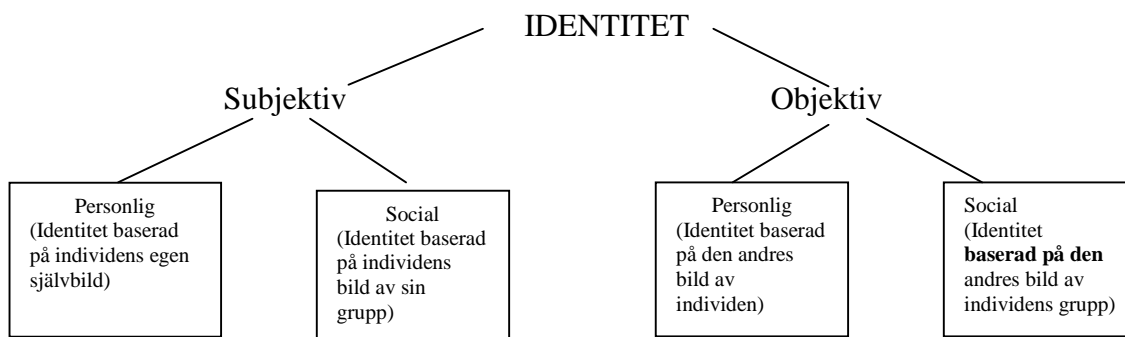 IDENTITET
Subjektiv
Objektiv
Personlig
(Identitet baserad
på individens egen
självbild)
Social
(Identitet baserad
på individens
bild av sin
grupp)
Personlig
(Identitet baserad
på den andres
bild av
individen)
Social
(Identitet
baserad på den
andres bild av
individens grupp)